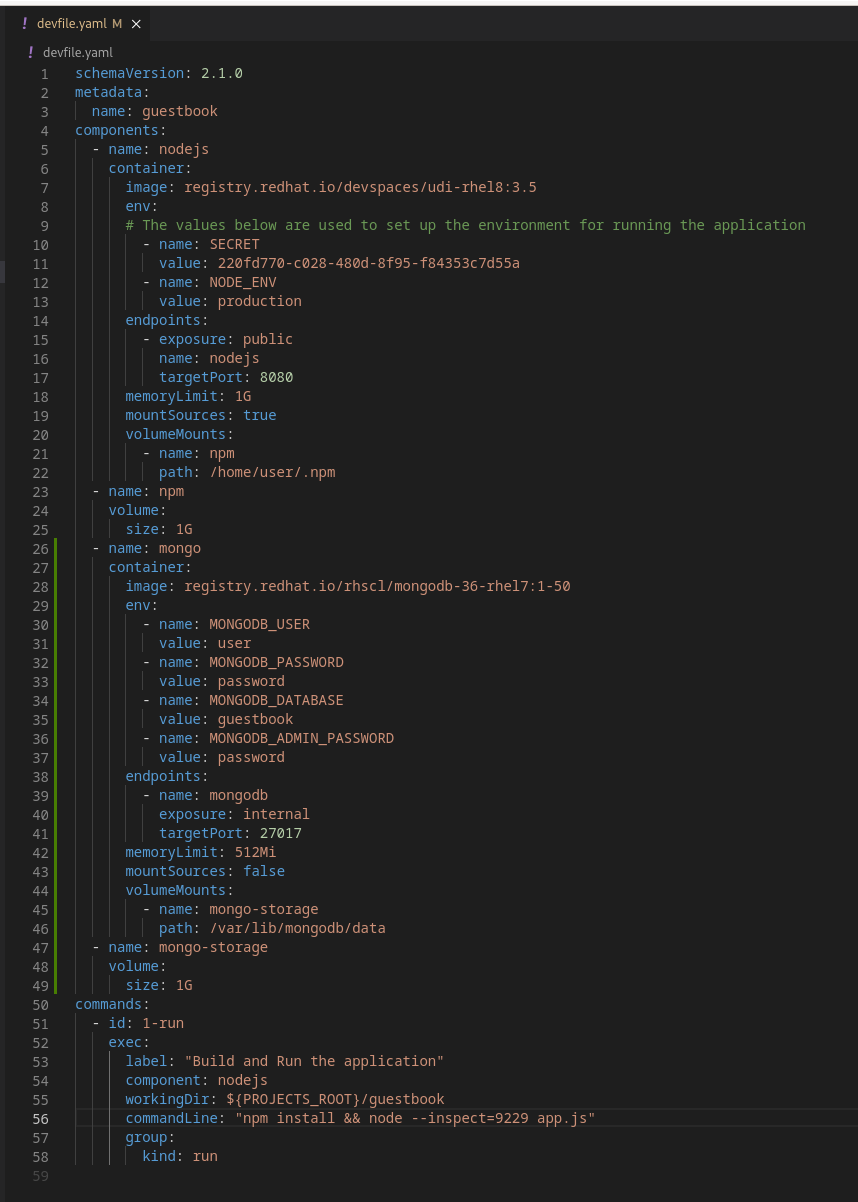 ! devfile.yaml M ×
! devfile.yaml
1 schemaVersion: 2.1.0
2 metadata:
3   name: guestbook
4 components:
5   - name: nodejs
6     container:
7       image: registry.redhat.io/devspaces/udi-rhel8:3.5
8       env:
9       # The values below are used to set up the environment for running the application
10         - name: SECRET
11           value: 220fd770-c028-480d-8f95-f84353c7d55a
12         - name: NODE_ENV
13           value: production
14       endpoints:
15         - exposure: public
16           name: nodejs
17           targetPort: 8080
18       memoryLimit: 1G
19       mountSources: true
20       volumeMounts:
21         - name: npm
22           path: /home/user/.npm
23   - name: npm
24     volume:
25       size: 1G
26   - name: mongo
27     container:
28       image: registry.redhat.io/rhscl/mongodb-36-rhel7:1-50
29       env:
30         - name: MONGODB_USER
31           value: user
32         - name: MONGODB_PASSWORD
33           value: password
34         - name: MONGODB_DATABASE
35           value: guestbook
36         - name: MONGODB_ADMIN_PASSWORD
37           value: password
38       endpoints:
39         - name: mongodb
40           exposure: internal
41           targetPort: 27017
42       memoryLimit: 512Mi
43       mountSources: false
44       volumeMounts:
45         - name: mongo-storage
46           path: /var/lib/mongodb/data
47   - name: mongo-storage
48     volume:
49       size: 1G
50 commands:
51   - id: 1-run
52     exec:
53       label: "Build and Run the application"
54       component: nodejs
55       workingDir: ${PROJECTS_ROOT}/guestbook
56       commandLine: "npm install && node --inspect=9229 app.js"
57       group:
58         kind: run
59